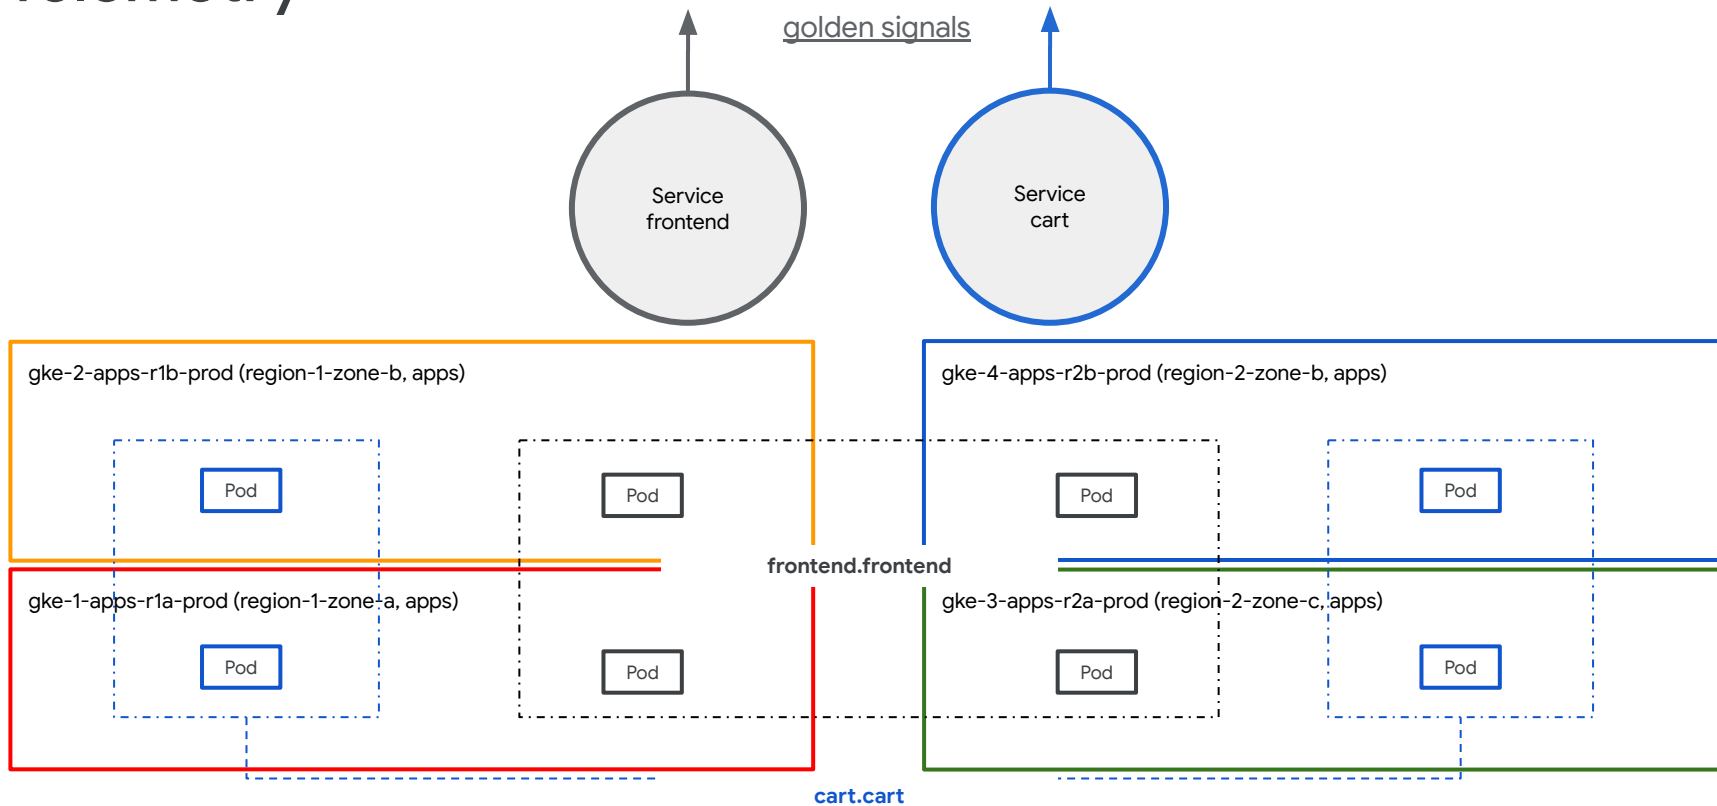 golden signals
Service
frontend
Service
cart
gke-2-apps-r1b-prod (region-1-zone-b, apps)
gke-4-apps-r2b-prod (region-2-zone-b, apps)
Pod
Pod
Pod
Pod
frontend.frontend
gke-1-apps-r1a-prod (region-1-zone-a, apps)
gke-3-apps-r2a-prod (region-2-zone-c, apps)
Pod
Pod
Pod
Pod
cart.cart